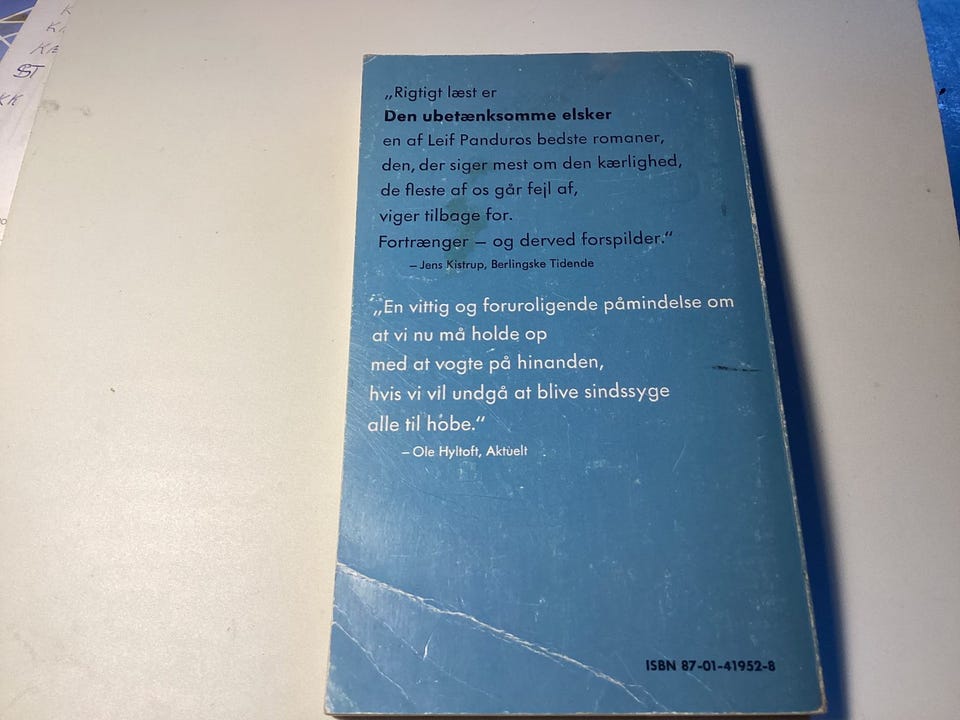 „Rigtigt læst er
Den ubetænksomme elsker
en af Leif Panduros bedste romaner,
den, der siger mest om den kærlighed,
de fleste af os går fejl af,
viger tilbage for.
Fortrænger – og derved forspilder.“
– Jens Kistrup, Berlingske Tidende
„En vittig og foruroligende påmindelse om
at vi nu må holde op
med at vogte på hinanden,
hvis vi vil undgå at blive sindssyge
alle til hobe.“
– Ole Hyltoft, Aktuelt
ISBN 87-01-41952-8